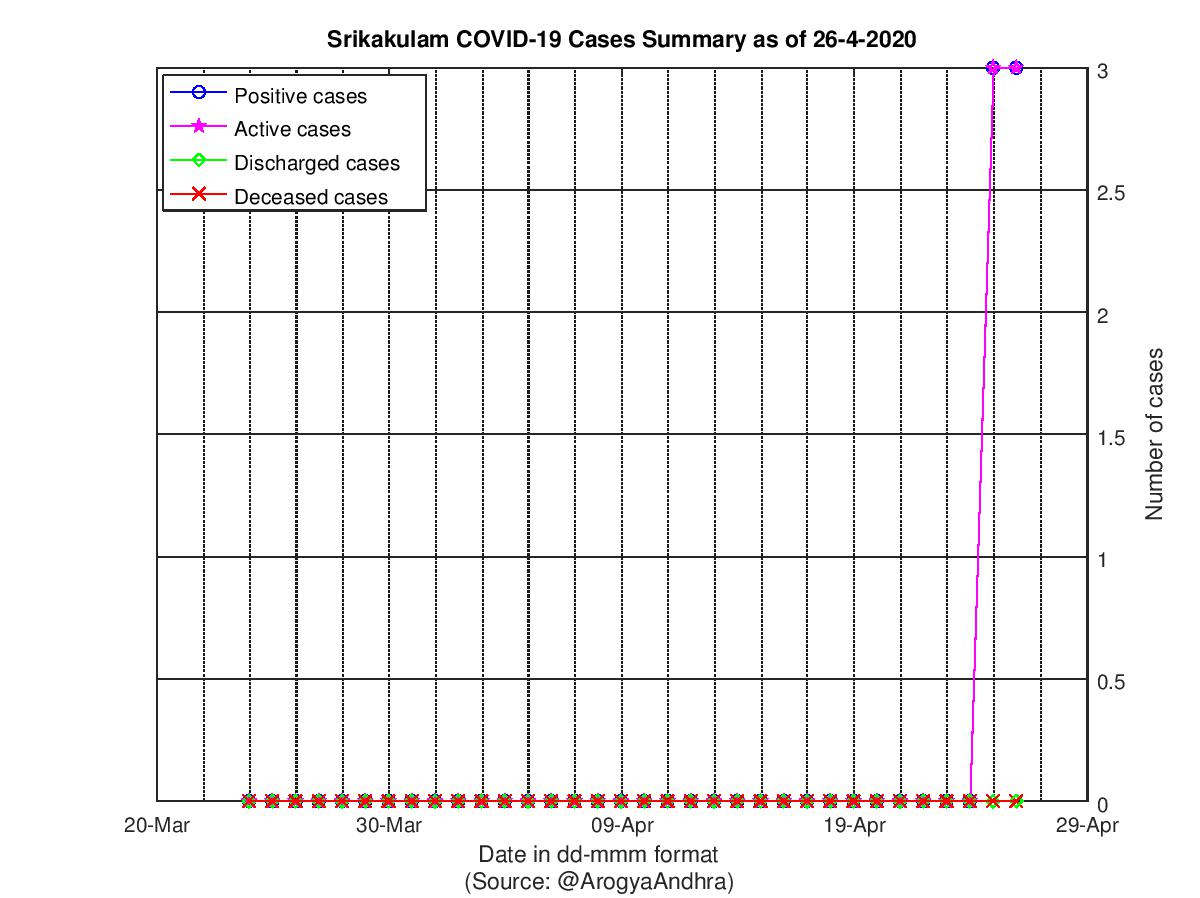 Srikakulam COVID-19 Cases Summary as of 26-4-2020
Positive cases
Active cases
Discharged cases
Deceased cases
3
2.5
2
1.5
1
0.5
0
Number of cases
20-Mar
30-Mar
09-Apr
19-Apr
29-Apr
Date in dd-mmm format
(Source: @ArogyaAndhra)